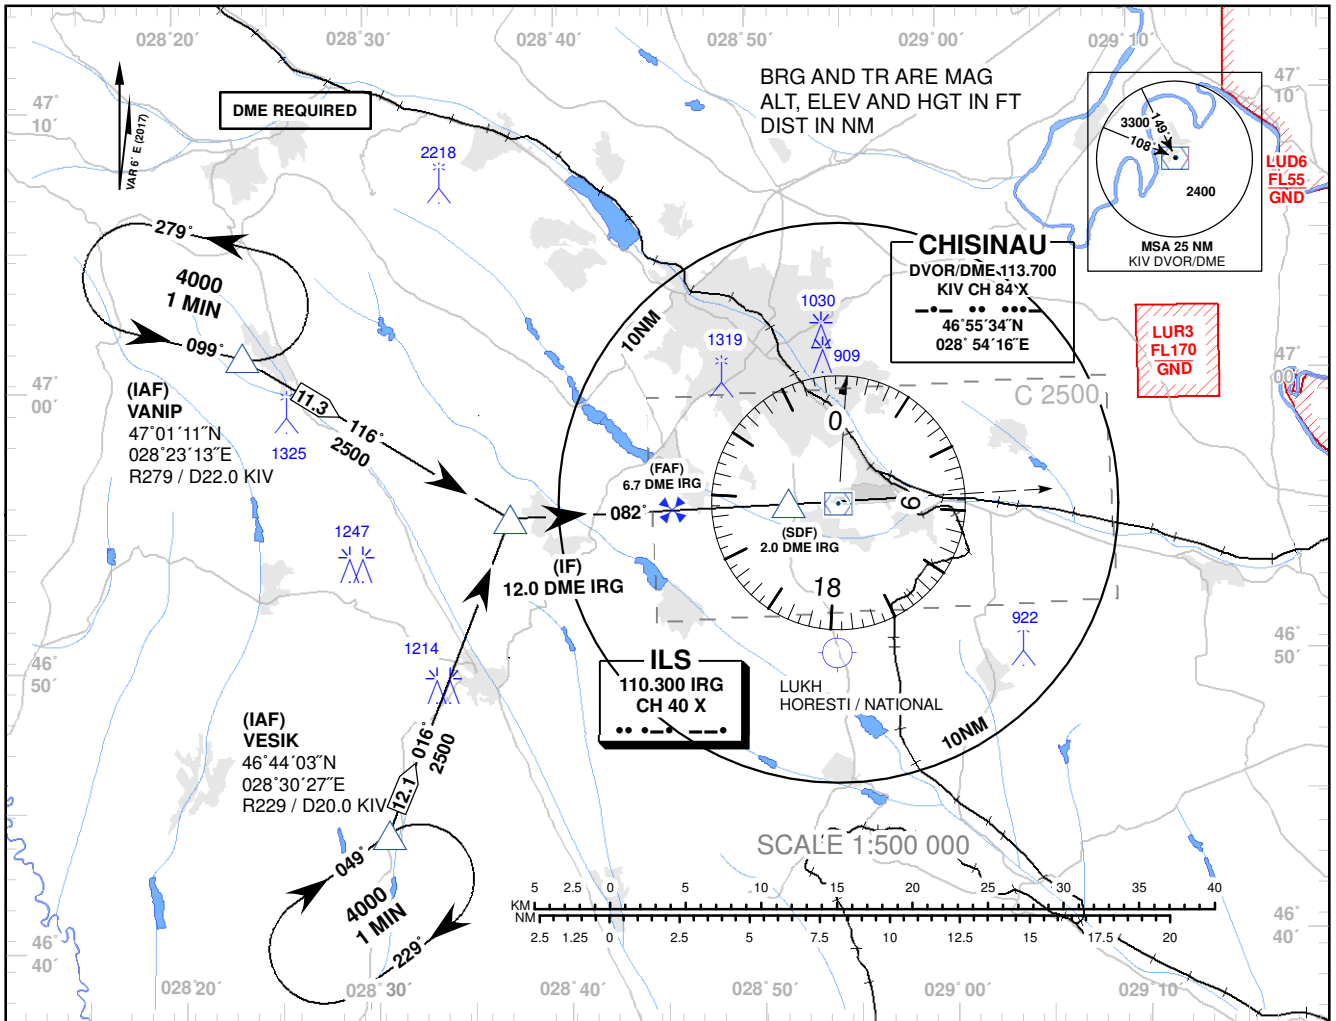 028°20´
028°30´
028°40´
028°50´
029°00´
029°10´
47°
10´
47°
10´
VAR 6° E (2017)
DME REQUIRED
BRG AND TR ARE MAG
ALT, ELEV AND HGT IN FT
DIST IN NM
3300
149°
108°
2400
MSA 25 NM
KIV DVOR/DME
LUD6
FL55
GND
2218
279°
4000
1 MIN
099°
CHISINAU
DVOR/DME 113.700
KIV CH 84 X
46°55´34˝N
028° 54´16˝E
10NM
1030
1319
909
LUR3
FL170
GND
47°
00´
47°
00´
C 2500
(IAF)
VANIP
47°01´11˝N
028°23´13˝E
R279 / D22.0 KIV
11.3
116°
2500
1325
0
6
18
(FAF)
6.7 DME IRG
082°
(SDF)
2.0 DME IRG
(IF)
12.0 DME IRG
1247
1214
922
46°
50´
46°
50´
ILS
110.300 IRG
CH 40 X
LUKH
HORESTI / NATIONAL
10NM
(IAF)
VESIK
46°44´03˝N
028°30´27˝E
R229 / D20.0 KIV
016°
2500
12.1
049°
4000
1 MIN
229°
SCALE 1:500 000
5 2.5 0 5 10 15 20 25 30 35 40
KM
NM
2.5 1.25 0 2.5 5 7.5 10 12.5 15 17.5 20
46°
40´
46°
40´
028°20´
028°30´
028°40´
028°50´
029°00´
029°10´